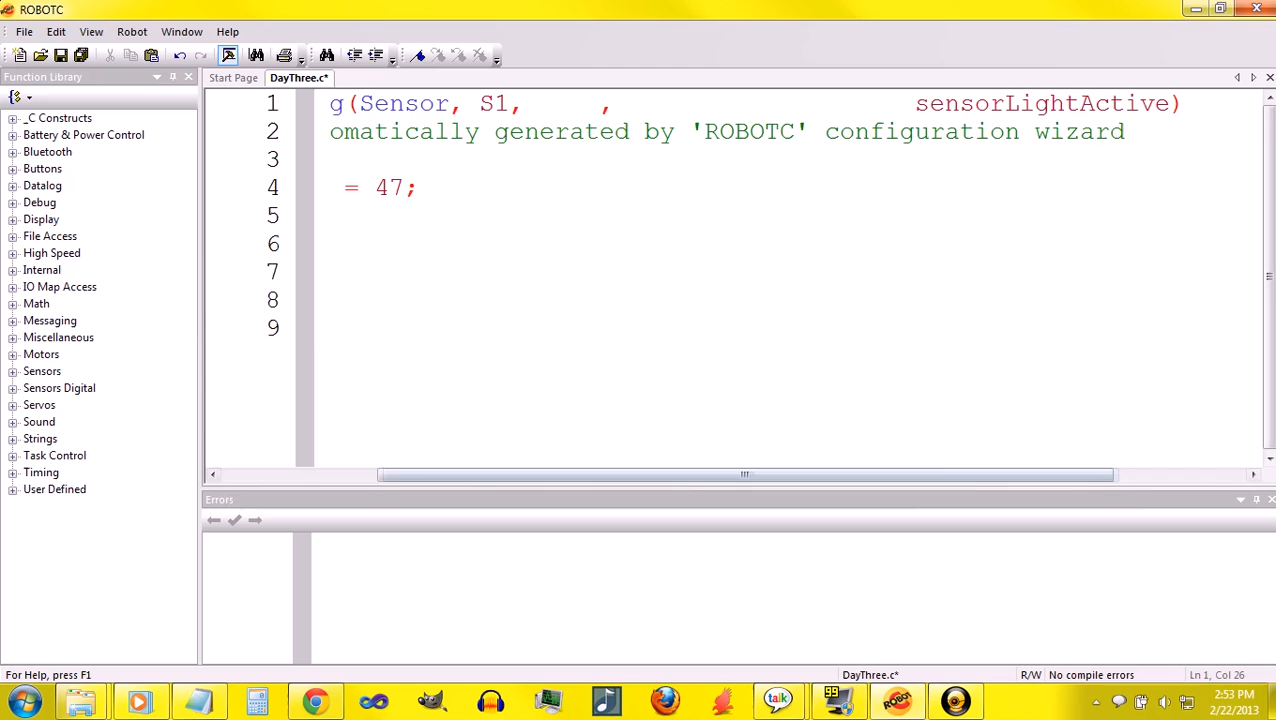 ROBOTC
File Edit View Robot Window Help
Function Library
Start Page DayThree.c*
_C Constructs
Battery & Power Control
Bluetooth
Buttons
Datalog
Debug
Display
File Access
High Speed
Internal
IO Map Access
Math
Messaging
Miscellaneous
Motors
Sensors
Sensors Digital
Servos
Sound
Strings
Task Control
Timing
User Defined
1 g(Sensor, S1, , sensorLightActive)
2 omatically generated by 'ROBOTC' configuration wizard
3
4 = 47;
5
6
7
8
9
Errors
For Help, press F1 DayThree.c* R/W No compile errors Ln 1, Col 26
talk
99
ROBOT
2:53 PM
2/22/2013